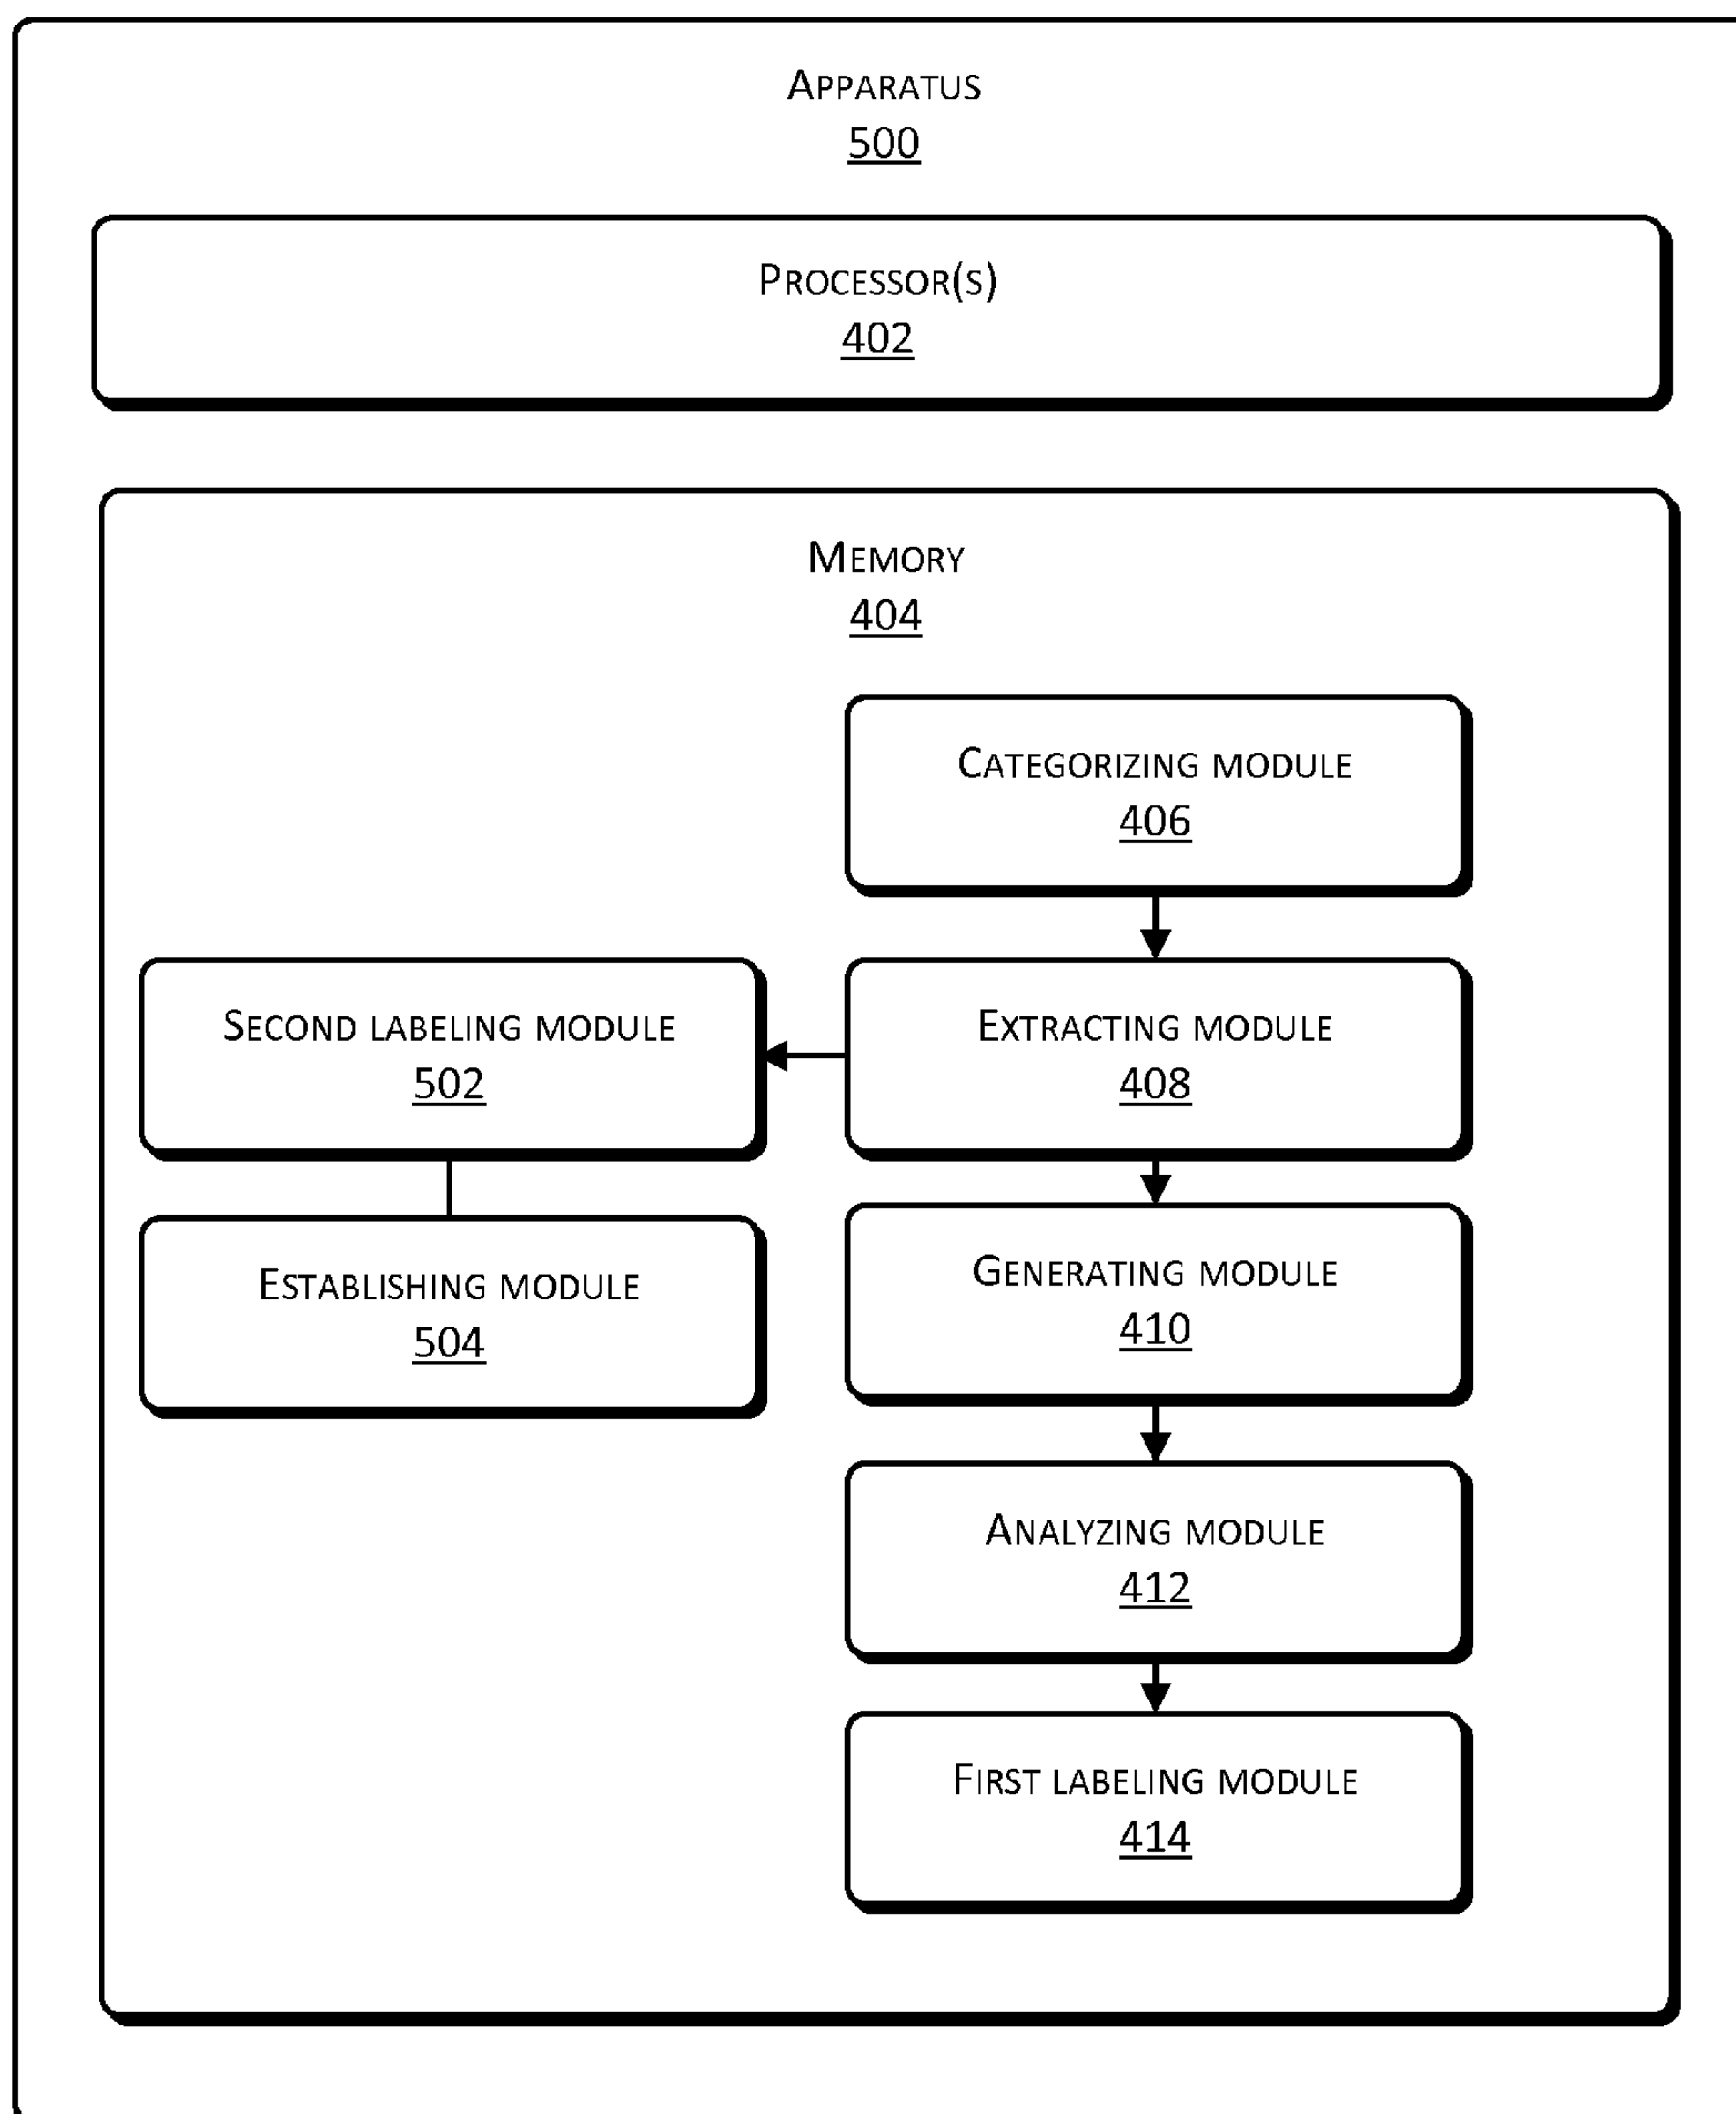 APPARATUS
500
PROCESSOR(S)
402
MEMORY
404
CATEGORIZING MODULE
406
SECOND LABELING MODULE
502
EXTRACTING MODULE
408
ESTABLISHING MODULE
504
GENERATING MODULE
410
ANALYZING MODULE
412
FIRST LABELING MODULE
414